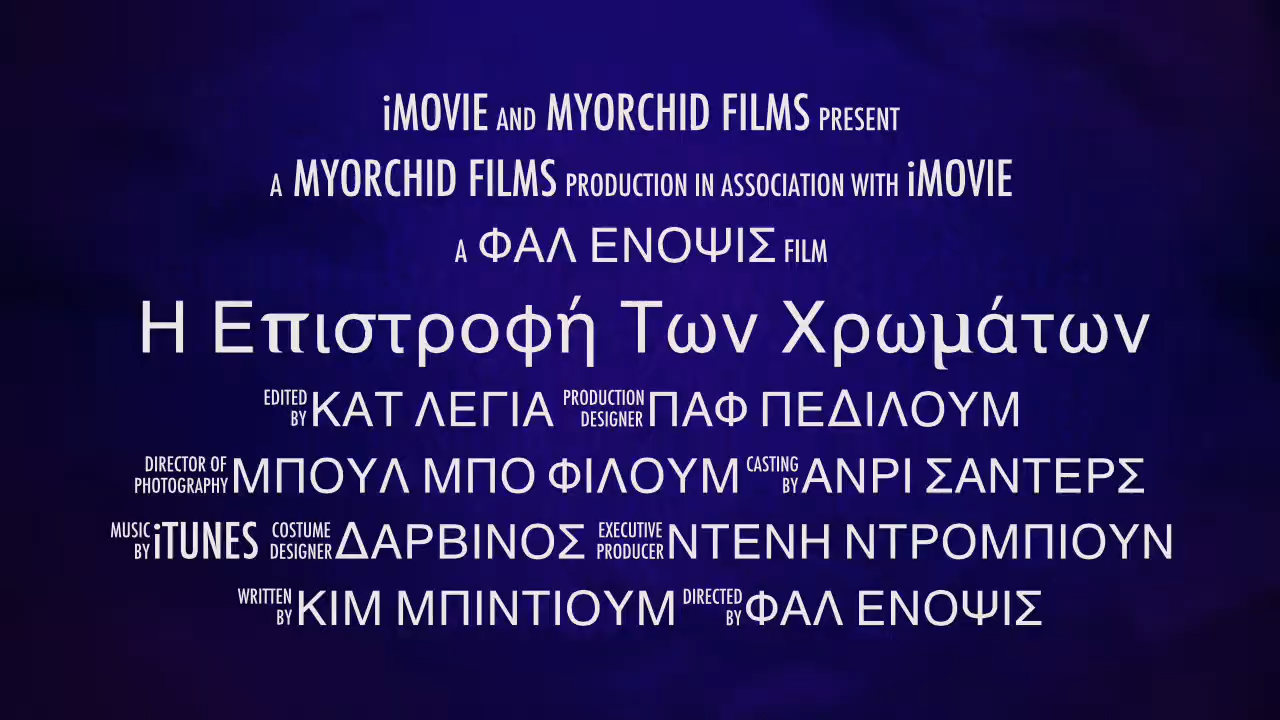 iMOVIE AND MYORCHID FILMS PRESENT
A MYORCHID FILMS PRODUCTION IN ASSOCIATION WITH iMOVIE
A ΦΑΛ ΕΝΟΨΙΣ FILM
Η Επιστροφή Των Χρωμάτων
EDITED BY ΚΑΤ ΛΕΓΙΑ PRODUCTION DESIGNER ΠΑΦ ΠΕΔΙΛΟΥΜ
DIRECTOR OF PHOTOGRAPHY ΜΠΟΥΛ ΜΠΟ ΦΙΛΟΥΜ CASTING BY ΑΝΡΙ ΣΑΝΤΕΡΣ
MUSIC BY iTUNES COSTUME DESIGNER ΔΑΡΒΙΝΟΣ EXECUTIVE PRODUCER ΝΤΕΝΗ ΝΤΡΟΜΠΙΟΥΝ
WRITTEN BY ΚΙΜ ΜΠΙΝΤΙΟΥΜ DIRECTED BY ΦΑΛ ΕΝΟΨΙΣ